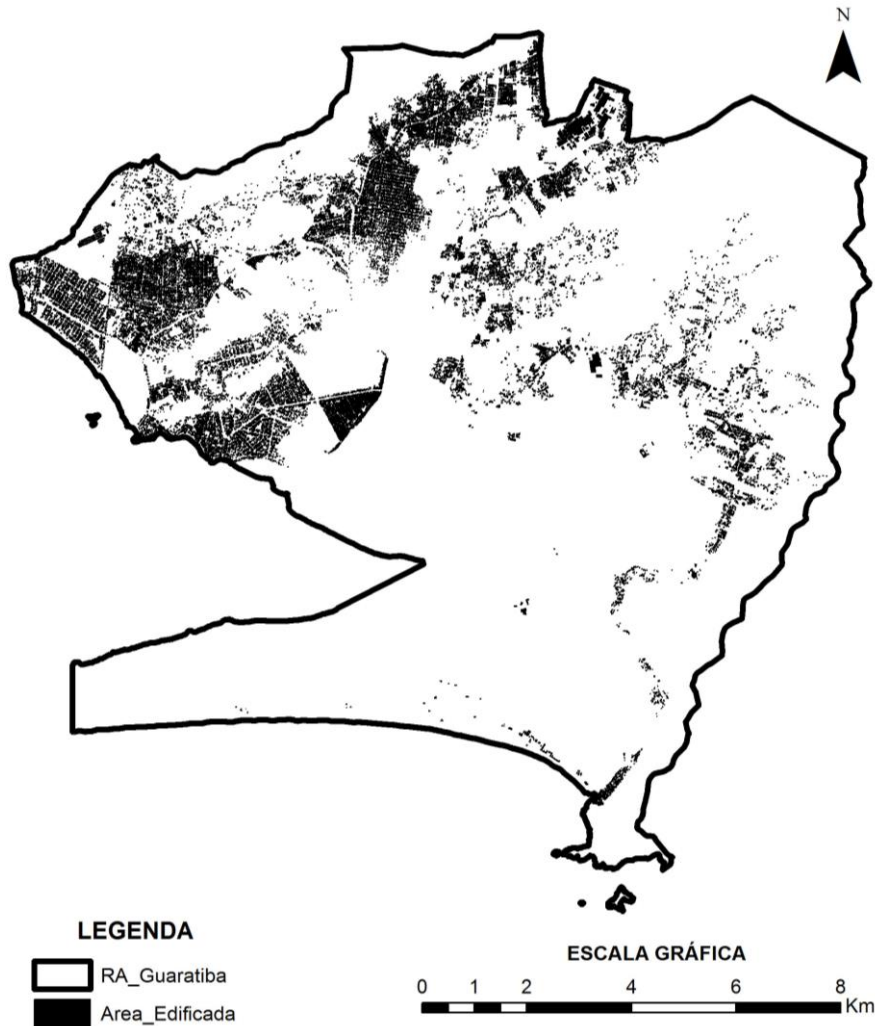 N
LEGENDA
RA_Guaratiba
Area_Edificada
ESCALA GRÁFICA
0 1 2 4 6 8
Km